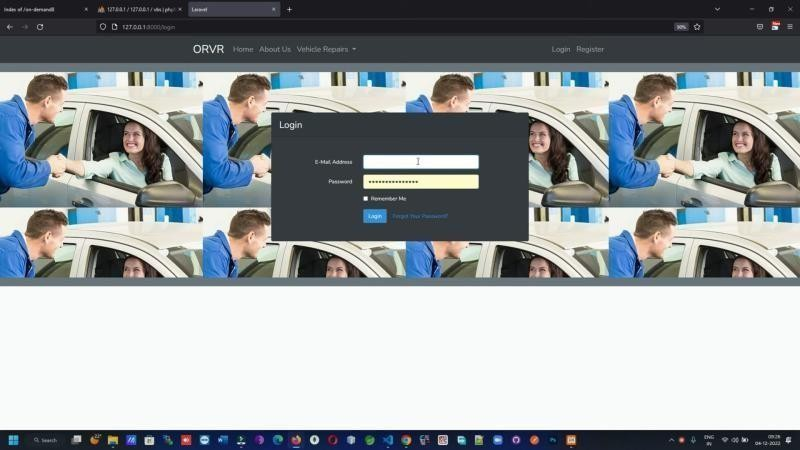 Index of /on-demandll
127.0.0.1 / 127.0.0.1 / vbs | php
Laravel
127.0.0.1:8000/login
90%
ORVR
Home
About Us
Vehicle Repairs
Login
Register
Login
E-Mail Address
Password
Remember Me
Login
Forgot Your Password?
Search
ENG
IN
09:26
04-12-2022